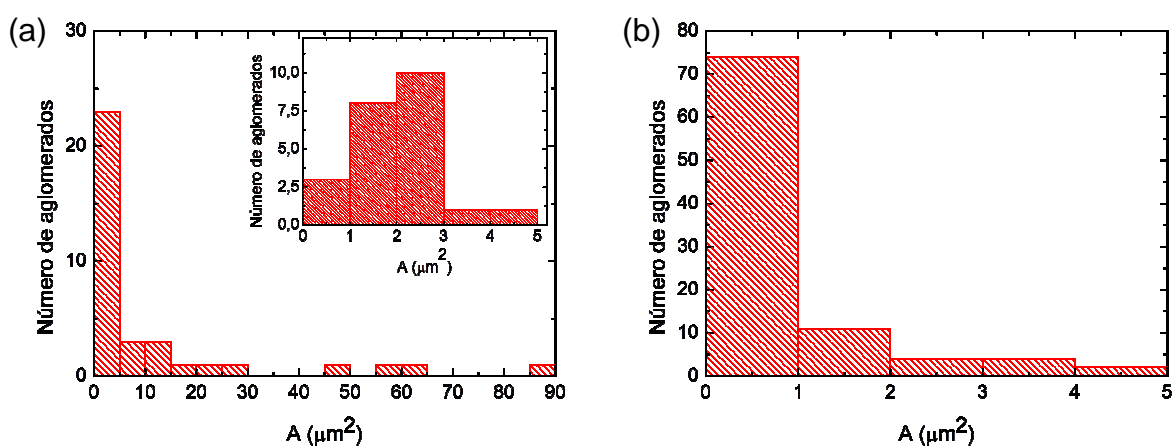 (a)
30
20
10
0
Número de aglomerados
0 10 20 30 40 50 60 70 80 90
A (μm²)
10,0
7,5
5,0
2,5
0,0
Número de aglomerados
0 1 2 3 4 5
A (μm²)
(b)
80
75
70
60
50
40
30
20
10
0
Número de aglomerados
0 1 2 3 4 5
A (μm²)